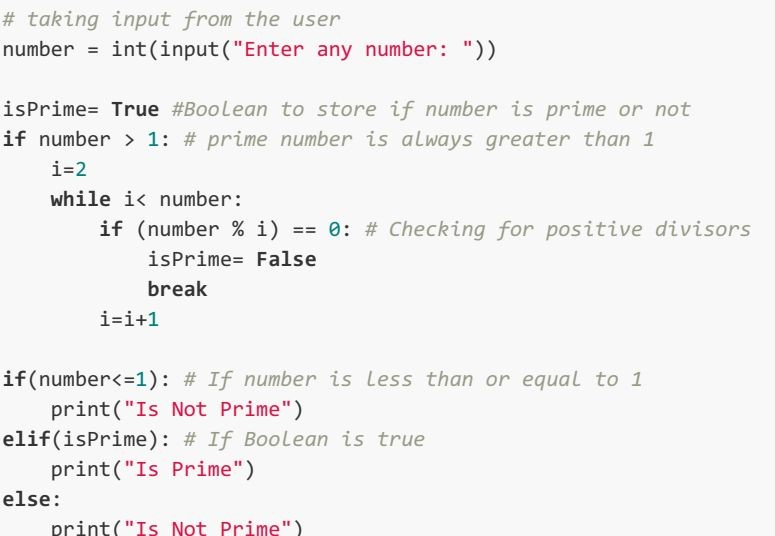 # taking input from the user
number = int(input("Enter any number: "))
isPrime= True #Boolean to store if number is prime or not
if number > 1: # prime number is always greater than 1
    i=2
    while i< number:
        if (number % i) == 0: # Checking for positive divisors
            isPrime= False
            break
        i=i+1
if(number<=1): # If number is less than or equal to 1
    print("Is Not Prime")
elif(isPrime): # If Boolean is true
    print("Is Prime")
else:
    print("Is Not Prime")